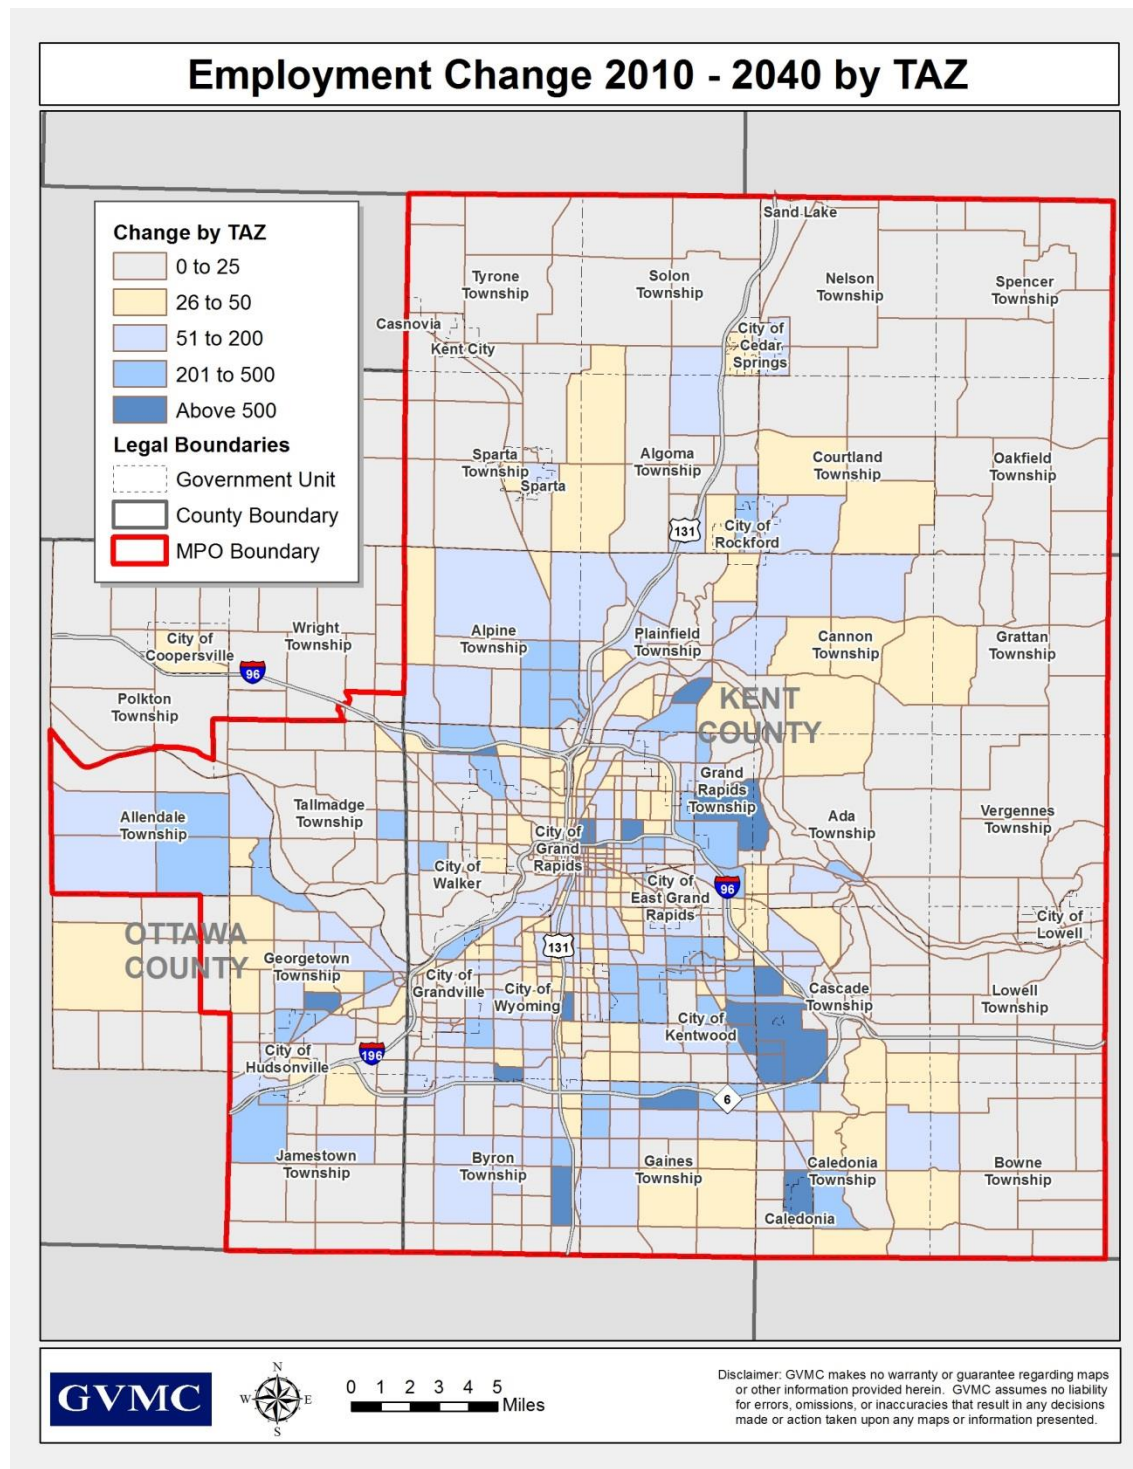 Employment Change 2010 - 2040 by TAZ
Change by TAZ
0 to 25
26 to 50
51 to 200
201 to 500
Above 500
Legal Boundaries
Government Unit
County Boundary
MPO Boundary
Sand Lake
Tyrone
Township
Solon
Township
Nelson
Township
Spencer
Township
Casnovia
Kent City
City of
Cedar
Springs
Sparta
Township
Sparta
Algoma
Township
Courtland
Township
Oakfield
Township
131
City of
Rockford
City of
Coopersville
Wright
Township
96
Alpine
Township
Plainfield
Township
Cannon
Township
Grattan
Township
Polkton
Township
KENT
COUNTY
Allendale
Township
Tallmadge
Township
Grand
Rapids
Township
Ada
Township
Vergennes
Township
City of
Grand
Rapids
City of
Walker
City of
East Grand
Rapids
96
City of
Lowell
OTTAWA
COUNTY
Georgetown
Township
131
City of
Grandville
City of
Wyoming
City of
Kentwood
Cascade
Township
Lowell
Township
City of
Hudsonville
196
6
Jamestown
Township
Byron
Township
Gaines
Township
Caledonia
Township
Bowne
Township
Caledonia
GVMC
N
W E
S
0 1 2 3 4 5
Miles
Disclaimer: GVMC makes no warranty or guarantee regarding maps
or other information provided herein. GVMC assumes no liability
for errors, omissions, or inaccuracies that result in any decisions
made or action taken upon any maps or information presented.